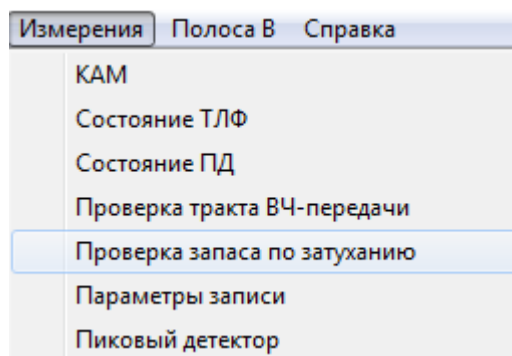 Измерения Полоса В Справка
КАМ
Состояние ТЛФ
Состояние ПД
Проверка тракта ВЧ-передачи
Проверка запаса по затуханию
Параметры записи
Пиковый детектор